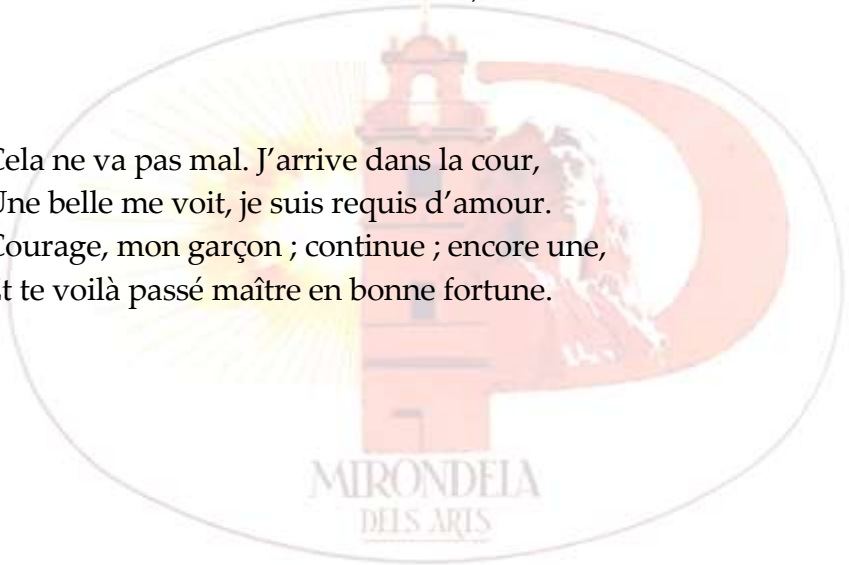 Cela ne va pas mal. J’arrive dans la cour,
Une belle me voit, je suis requis d’amour.
Courage, mon garçon ; continue ; encore une,
Et te voilà passé maître en bonne fortune.
MIRONDELA
DELS ARTS